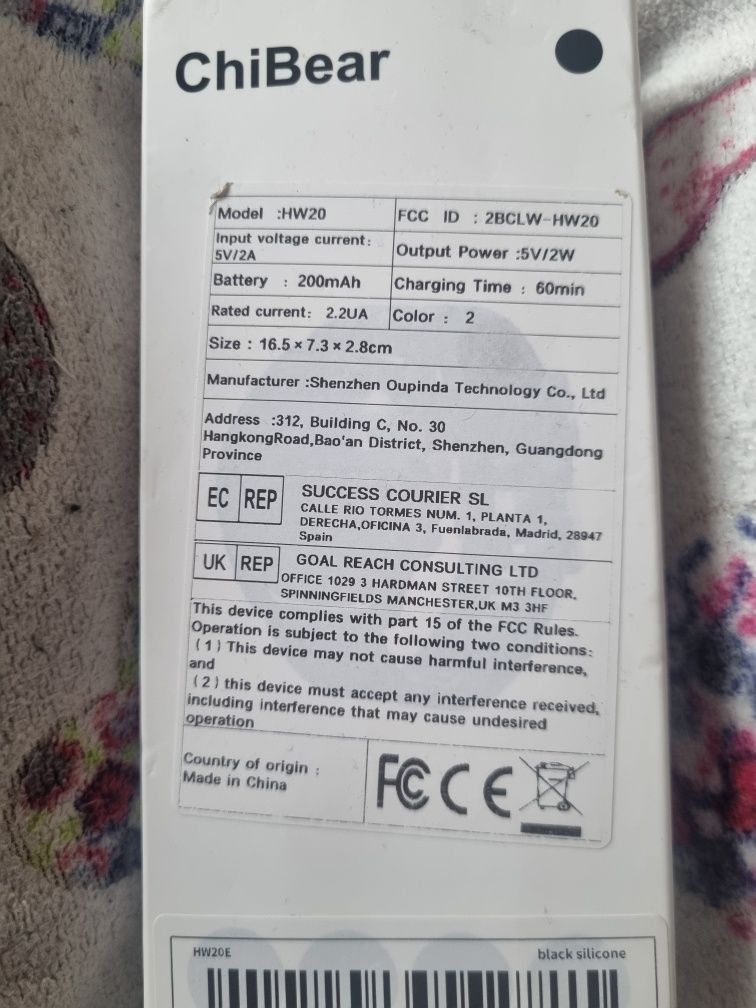 ChiBear
Model :HW20
FCC ID : 2BCLW-HW20
Input voltage current:
5V/2A
Output Power :5V/2W
Battery : 200mAh
Charging Time : 60min
Rated current: 2.2UA
Color : 2
Size : 16.5 × 7.3 × 2.8cm
Manufacturer :Shenzhen Oupinda Technology Co., Ltd
Address :312, Building C, No. 30
HangkongRoad,Bao'an District, Shenzhen, Guangdong
Province
EC REP
SUCCESS COURIER SL
CALLE RIO TORMES NUM. 1, PLANTA 1,
DERECHA,OFICINA 3, Fuenlabrada, Madrid, 28947
Spain
UK REP
GOAL REACH CONSULTING LTD
OFFICE 1029 3 HARDMAN STREET 10TH FLOOR,
SPINNINGFIELDS MANCHESTER,UK M3 3HF
This device complies with part 15 of the FCC Rules.
Operation is subject to the following two conditions:
(1) This device may not cause harmful interference,
and
(2) this device must accept any interference received,
including interference that may cause undesired
operation
Country of origin :
Made in China
FC CE
HW20E
black silicone